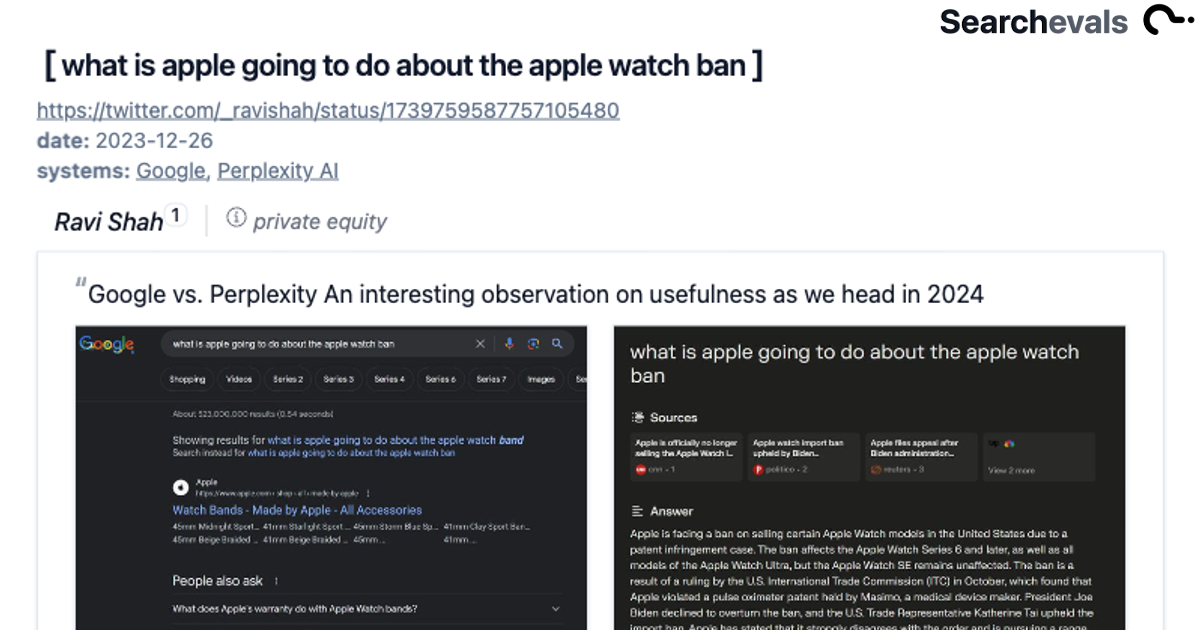 Searchevals
[ what is apple going to do about the apple watch ban ]
https://twitter.com/_ravishah/status/1739759587757105480
date: 2023-12-26
systems: Google, Perplexity AI
Ravi Shah 1 private equity
“Google vs. Perplexity An interesting observation on usefulness as we head in 2024
Google what is apple going to do about the apple watch ban
Shopping Videos Series 2 Series 3 Series 4 Series 6 Series 7 Images
About 523,000,000 results (0.54 seconds)
Showing results for what is apple going to do about the apple watch band
Search instead for what is apple going to do about the apple watch ban
Apple
https://www.apple.com › shop › all › made-by-apple
Watch Bands - Made by Apple - All Accessories
45mm Midnight Sport... 41mm Starlight Sport... 45mm Storm Blue Sp... 41mm Clay Sport Ban...
45mm Beige Braided ... 41mm Beige Braided ... 45mm... 41mm...
People also ask
What does Apple's warranty do with Apple Watch bands?
what is apple going to do about the apple watch
ban
Sources
Apple is officially no longer
selling the Apple Watch i...
cnn · 1
Apple watch import ban
upheld by Biden...
politico · 2
Apple files appeal after
Biden administration...
reuters · 3
View 2 more
Answer
Apple is facing a ban on selling certain Apple Watch models in the United States due to a
patent infringement case. The ban affects the Apple Watch Series 6 and later, as well as all
models of the Apple Watch Ultra, but the Apple Watch SE remains unaffected. The ban is a
result of a ruling by the U.S. International Trade Commission (ITC) in October, which found that
Apple violated a pulse oximeter patent held by Masimo, a medical device maker. President Joe
Biden declined to overturn the ban, and the U.S. Trade Representative Katherine Tai upheld the
import ban. Apple has stated that it strongly disagrees with the order and is pursuing a range